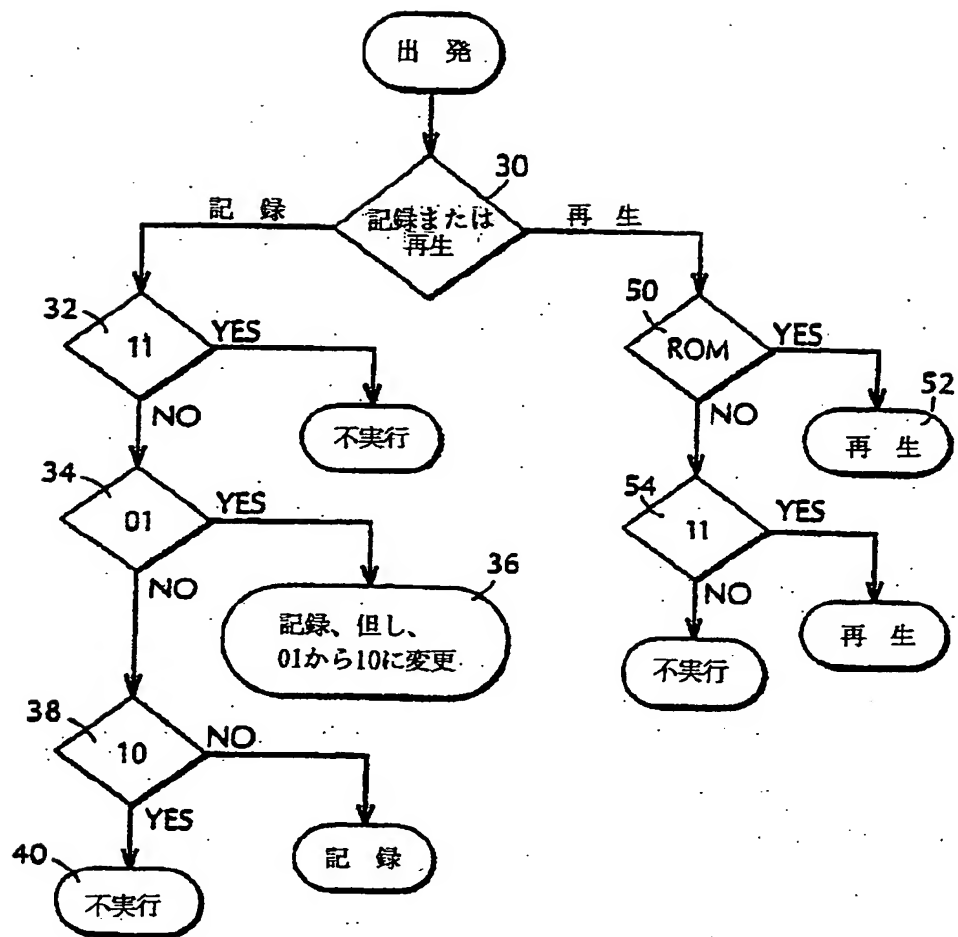 出 発
30
記録または
再生
記 録
再 生
32
11
YES
NO
不実行
50
ROM
YES
NO
52
再 生
34
01
YES
NO
36
記録、但し、
01から10に変更
54
11
YES
NO
再 生
不実行
38
10
NO
YES
記 録
40
不実行